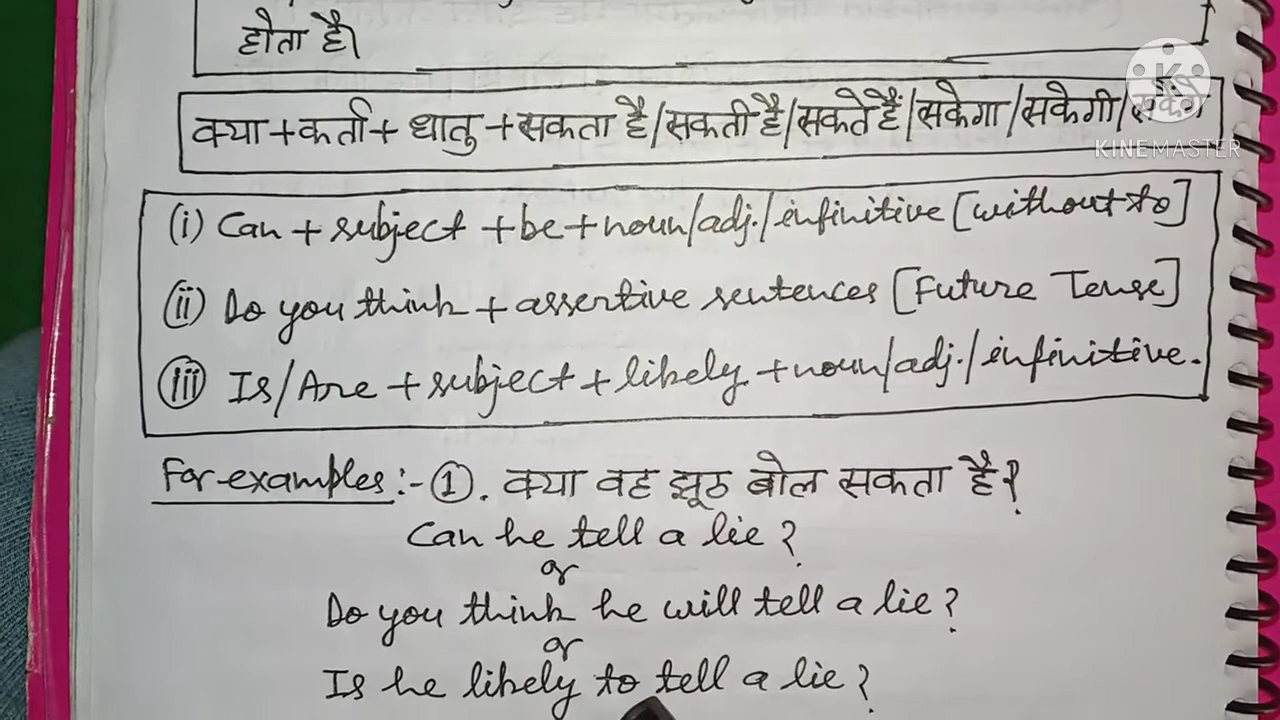 होता है।
क्या + कर्ता + धातु + सकता है/सकती है/सकते हैं/सकेगा/सकेगी/
(i) Can + subject + be + noun/adj./infinitive [without to]
(ii) Do you think + assertive sentences [Future Tense]
(iii) Is/Are + subject + likely + noun/adj./infinitive.
For examples:- (1). क्या वह झूठ बोल सकता है?
Can he tell a lie?
or
Do you think he will tell a lie?
or
Is he likely to tell a lie?
KINEMASTER